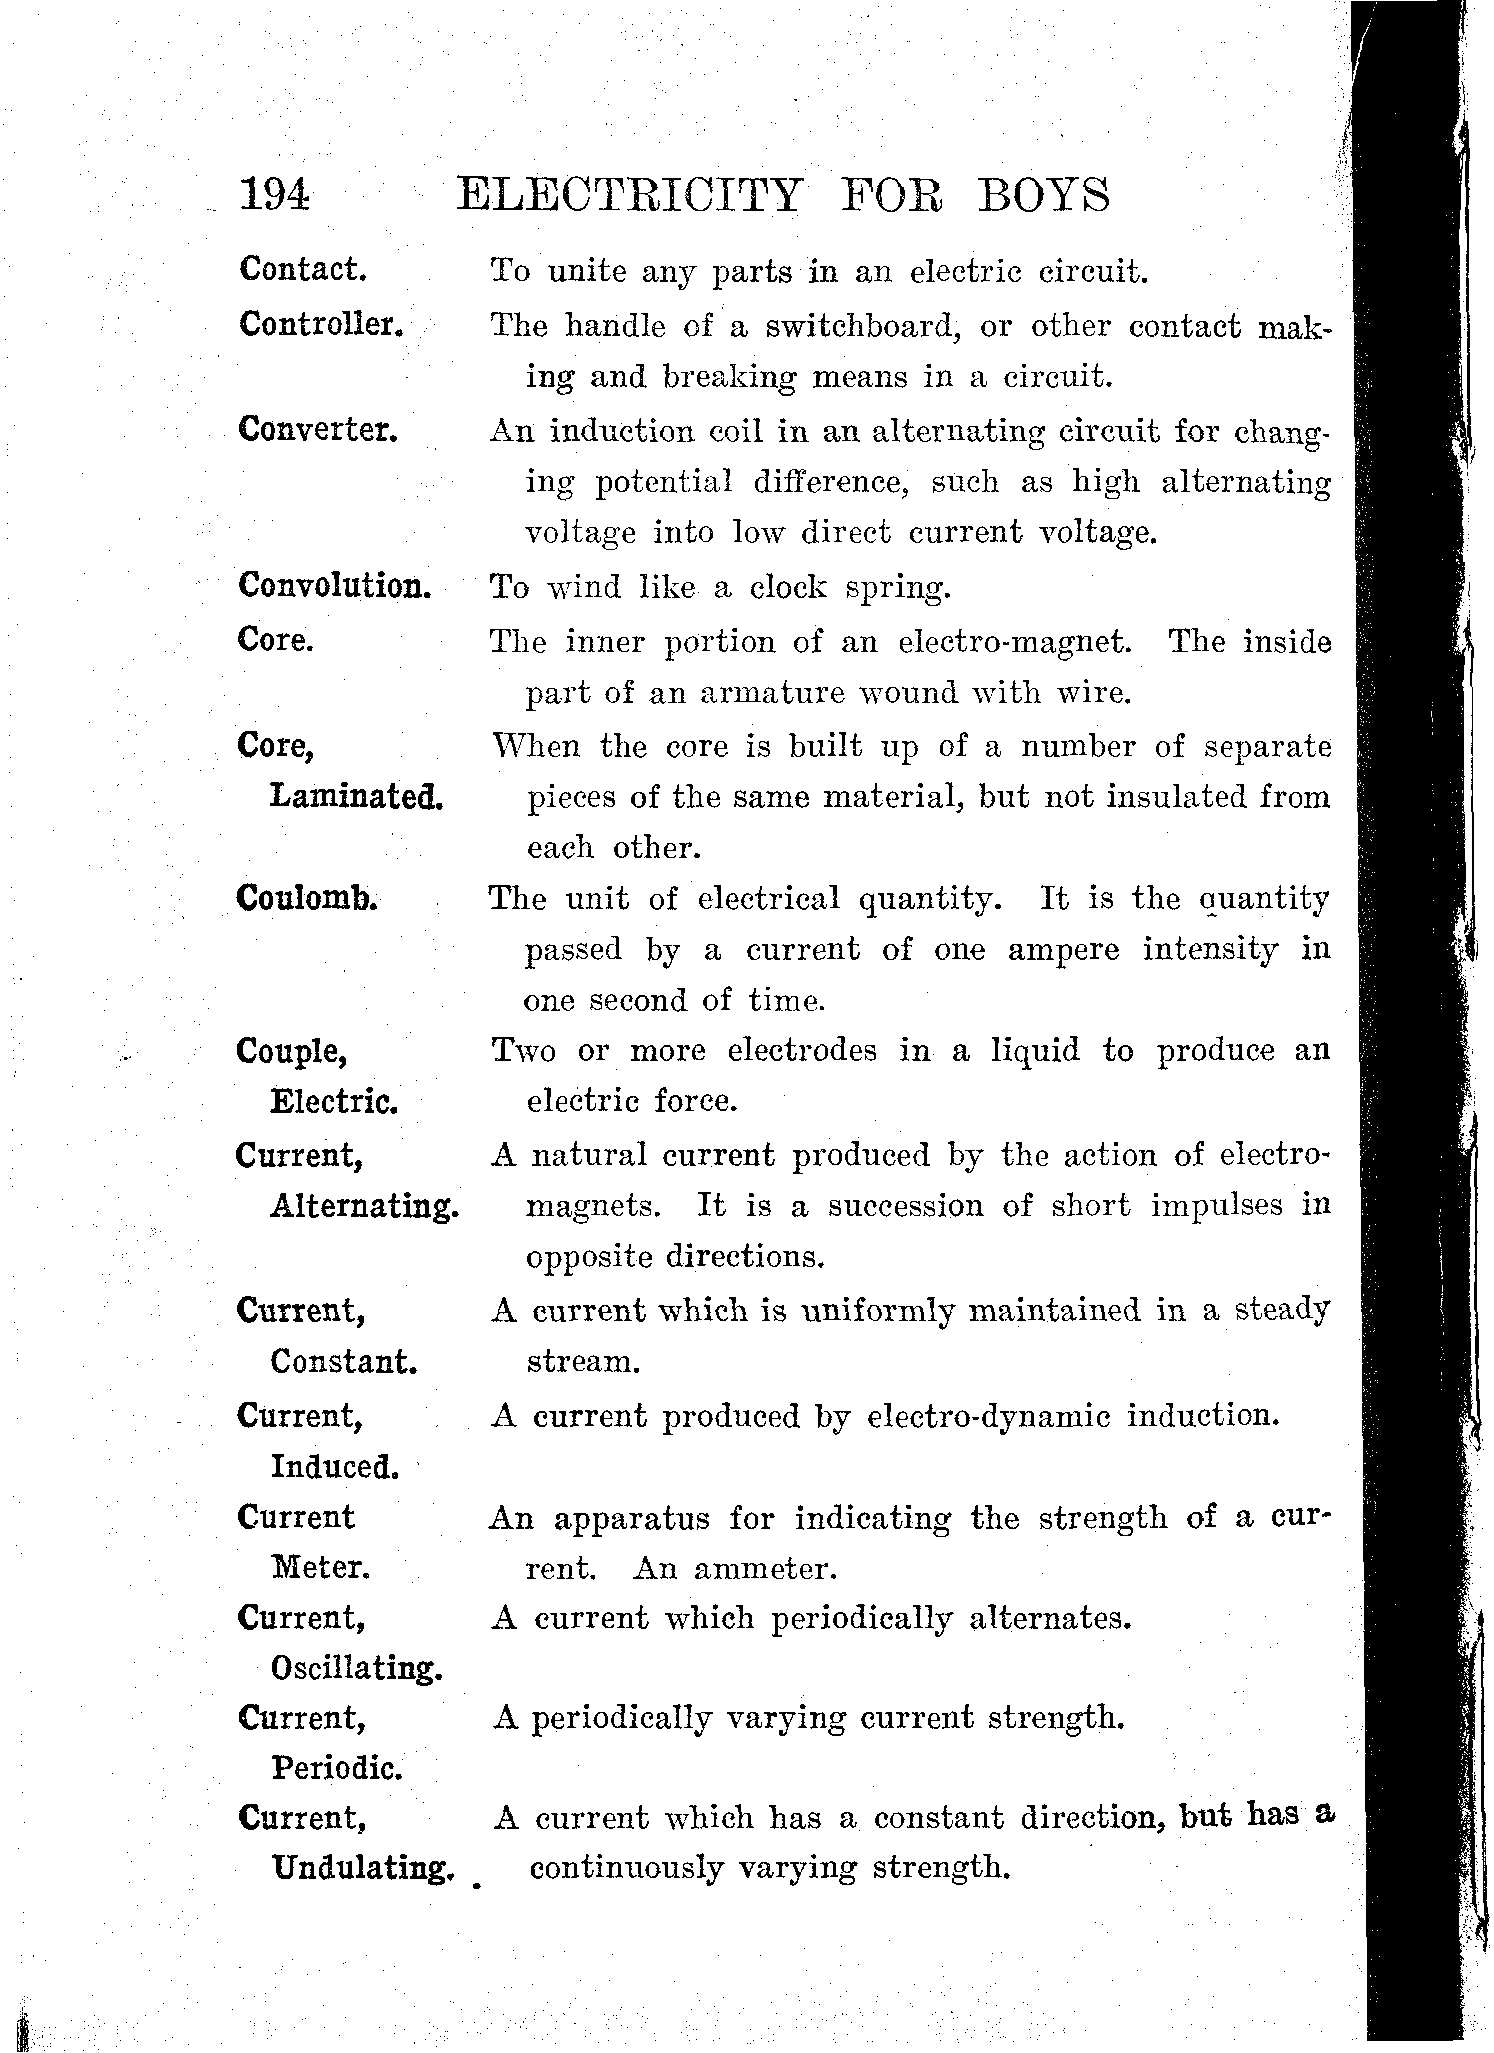 194 ELECTRICITY FOR BOYS
Contact. To unite any parts in an electric circuit.
Controller. The handle of a switchboard, or other contact mak-
ing and breaking means in a circuit.
Converter. An induction coil in an alternating circuit for chang-
ing potential difference, such as high alternating
voltage into low direct current voltage.
Convolution. To wind like a clock spring.
Core. The inner portion of an electro-magnet. The inside
part of an armature wound with wire.
Core, When the core is built up of a number of separate
Laminated. pieces of the same material, but not insulated from
each other.
Coulomb. The unit of electrical quantity. It is the quantity
passed by a current of one ampere intensity in
one second of time.
Couple, Two or more electrodes in a liquid to produce an
Electric. electric force.
Current, A natural current produced by the action of electro-
Alternating. magnets. It is a succession of short impulses in
opposite directions.
Current, A current which is uniformly maintained in a steady
Constant. stream.
Current, A current produced by electro-dynamic induction.
Induced.
Current An apparatus for indicating the strength of a cur-
Meter. rent. An ammeter.
Current, A current which periodically alternates.
Oscillating.
Current, A periodically varying current strength.
Periodic.
Current, A current which has a constant direction, but has a
Undulating. continuously varying strength.